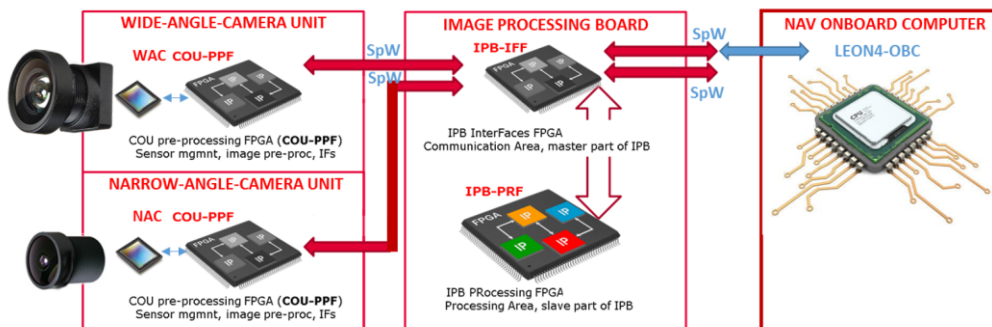 WIDE-ANGLE-CAMERA UNIT
WAC COU-PPF
FPGA
IP
IP
IP
COU pre-processing FPGA (COU-PPF)
Sensor mgmnt, image pre-proc, IFs
NARROW-ANGLE-CAMERA UNIT
NAC COU-PPF
FPGA
IP
IP
COU pre-processing FPGA (COU-PPF)
Sensor mgmnt, image pre-proc, IFs
SpW
SpW
IMAGE PROCESSING BOARD
IPB-IFF
FPGA
IP
IP
IPB InterFaces FPGA
Communication Area, master part of IPB
IPB-PRF
FPGA
IP
IP
IP
IP
IPB PRocessing FPGA
Processing Area, slave part of IPB
SpW
SpW
NAV ONBOARD COMPUTER
LEON4-OBC
CPU